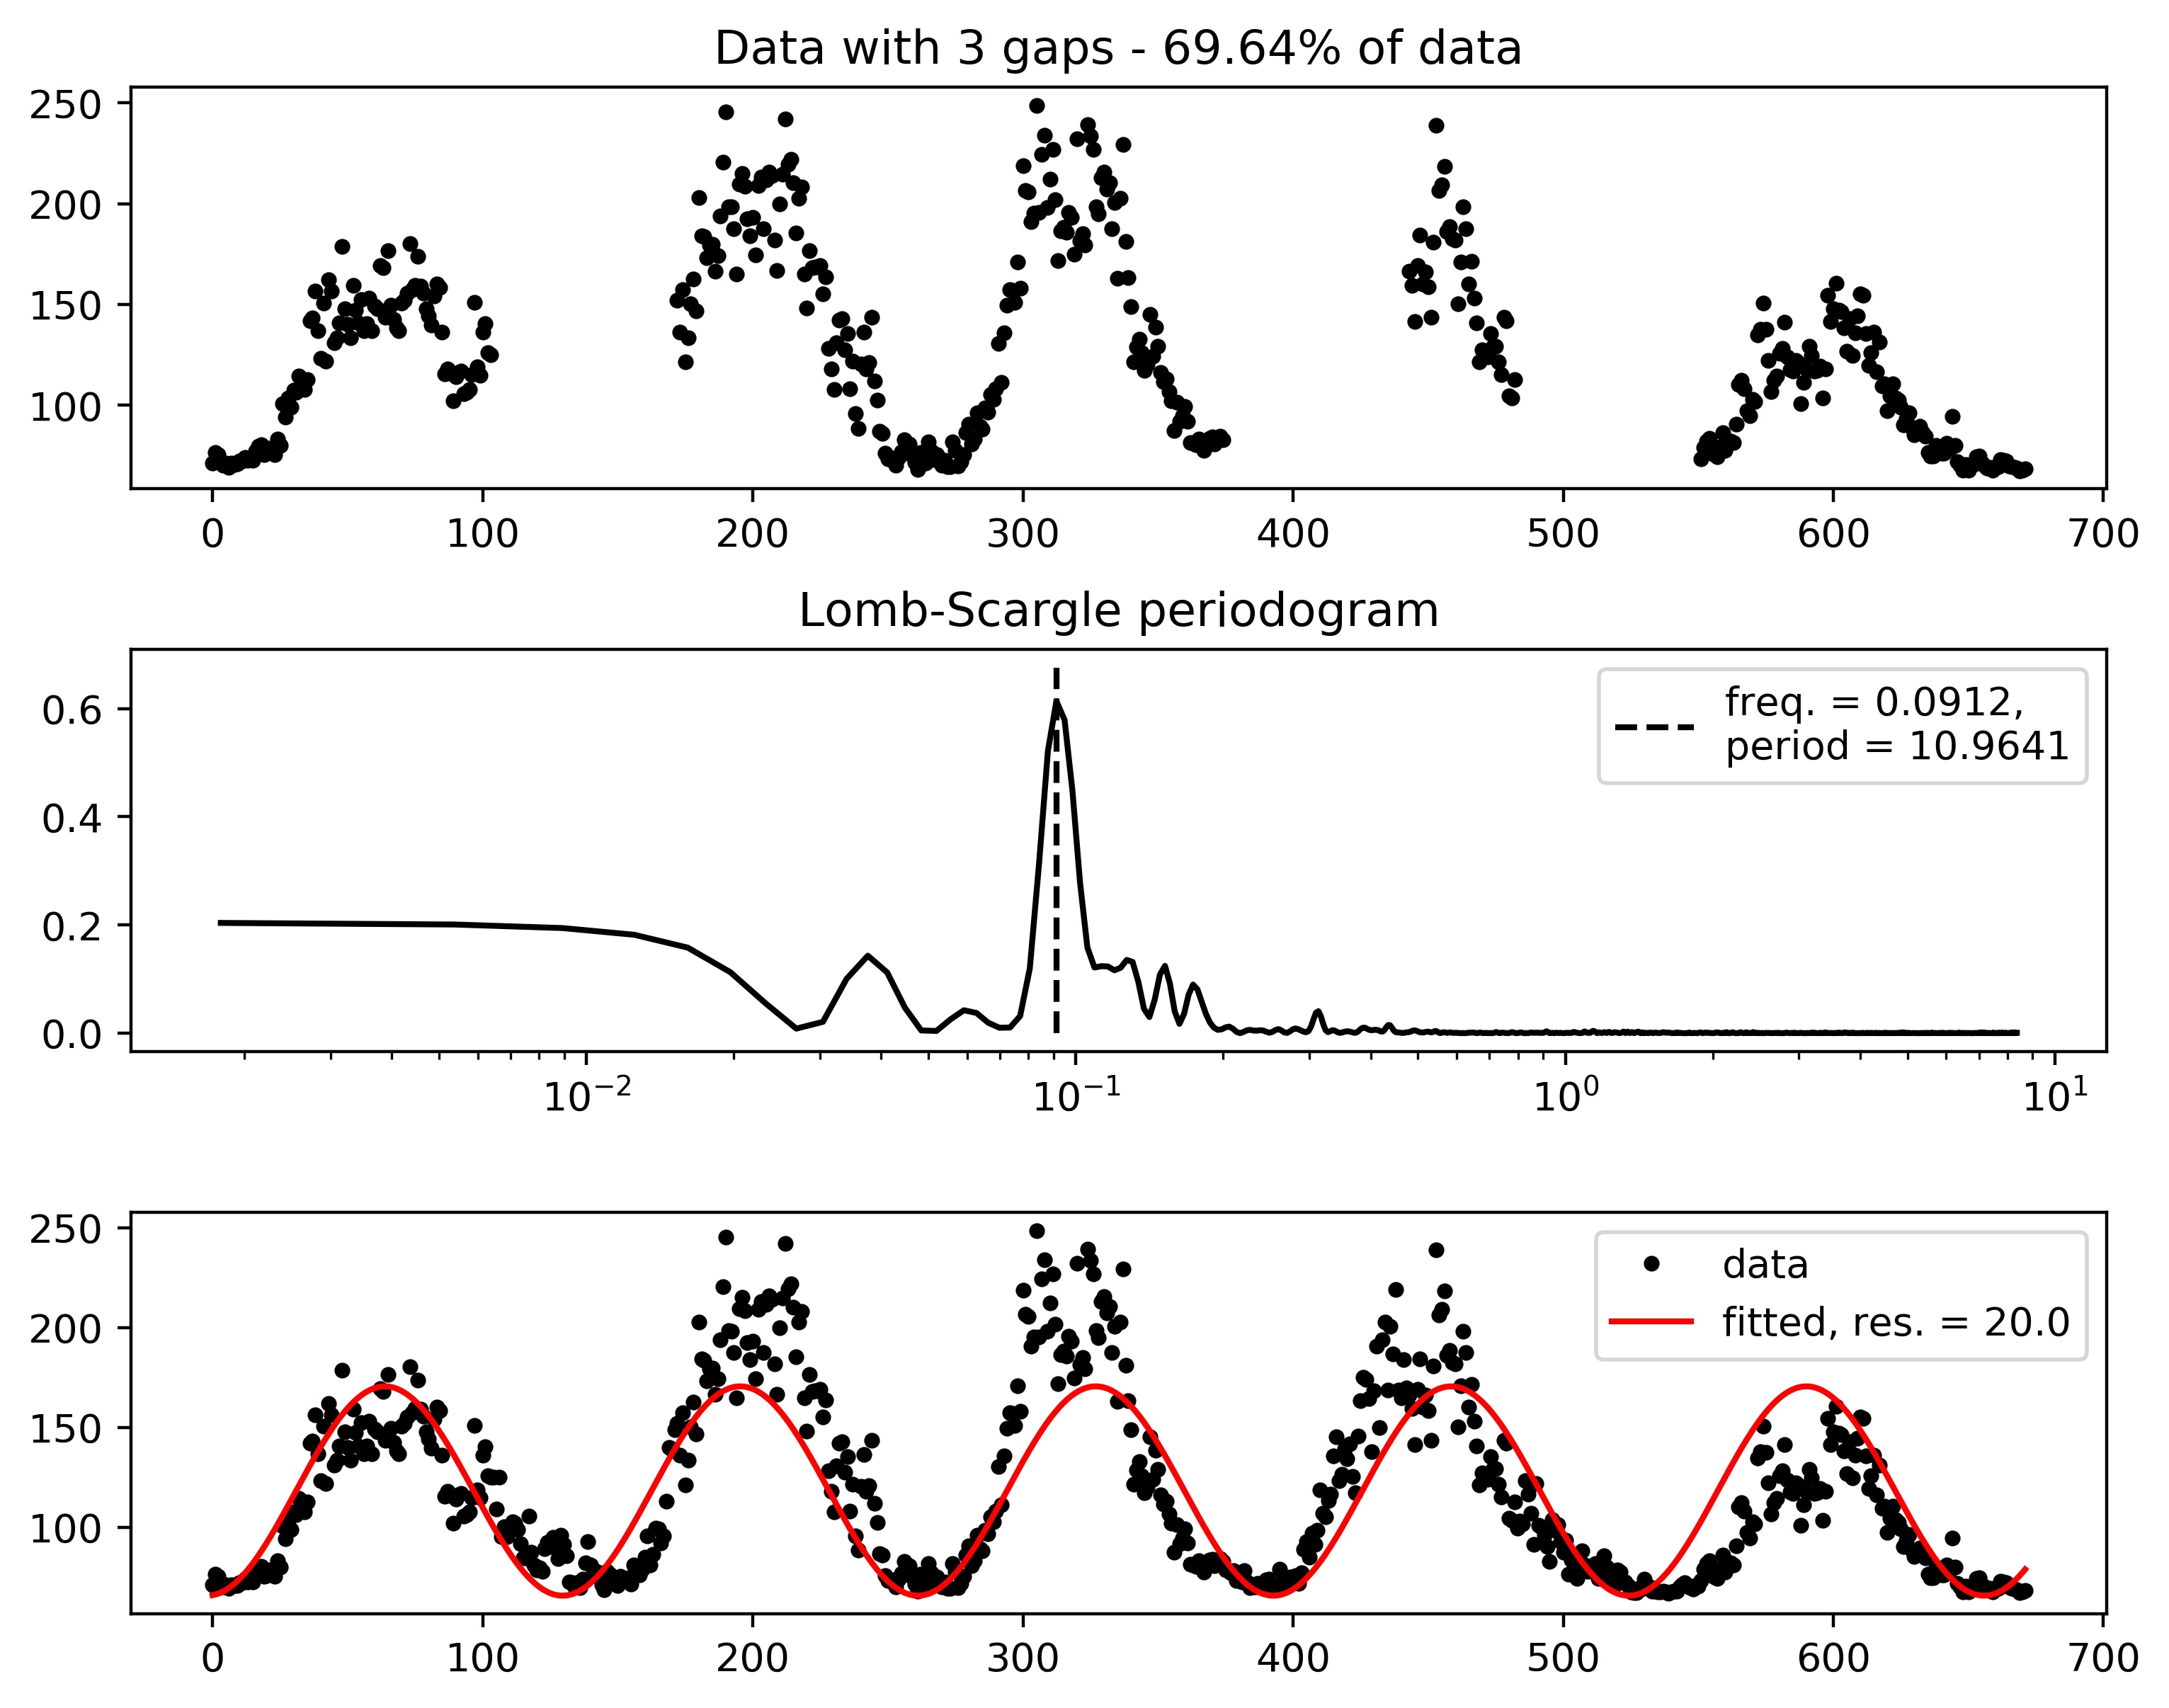 Data with 3 gaps - 69.64% of data
250
200
150
100
0 100 200 300 400 500 600 700
Lomb-Scargle periodogram
0.6
0.4
0.2
0.0
freq. = 0.0912,
period = 10.9641
10⁻² 10⁻¹ 10⁰ 10¹
250
200
150
100
data
fitted, res. = 20.0
0 100 200 300 400 500 600 700